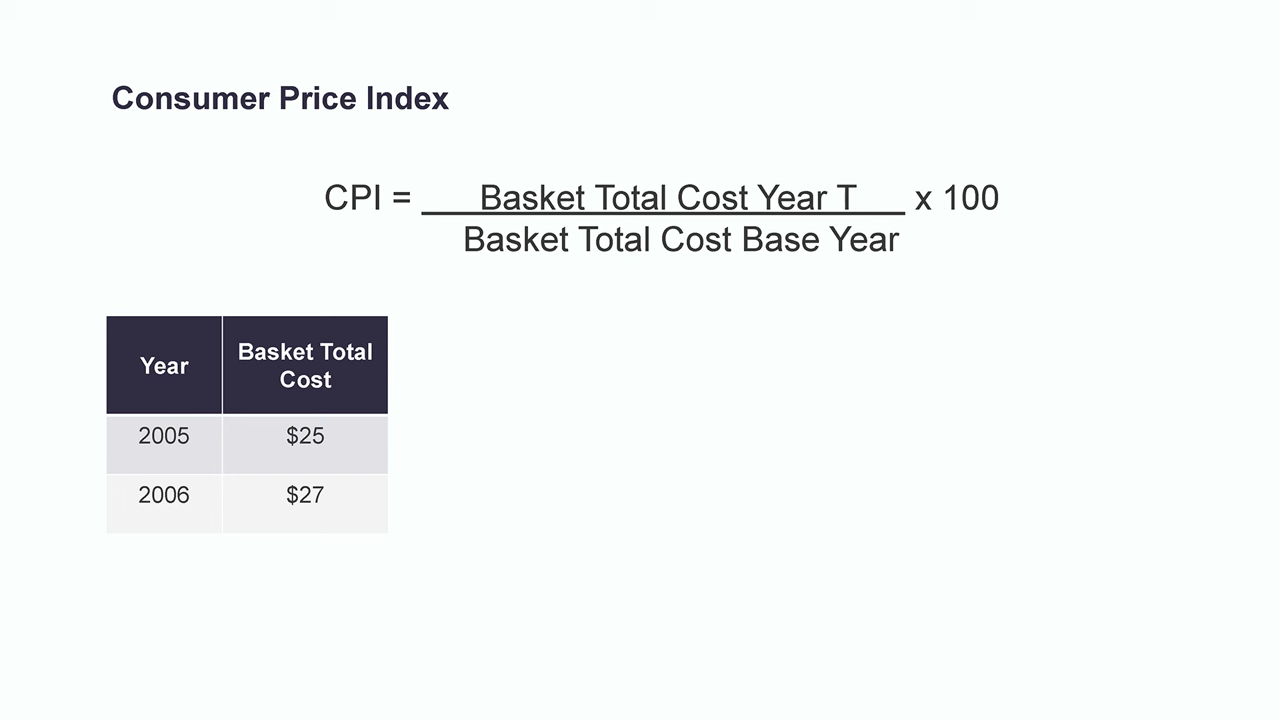 Consumer Price Index
CPI = Basket Total Cost Year T x 100
Basket Total Cost Base Year
Year
Basket Total
Cost
2005 $25
2006 $27